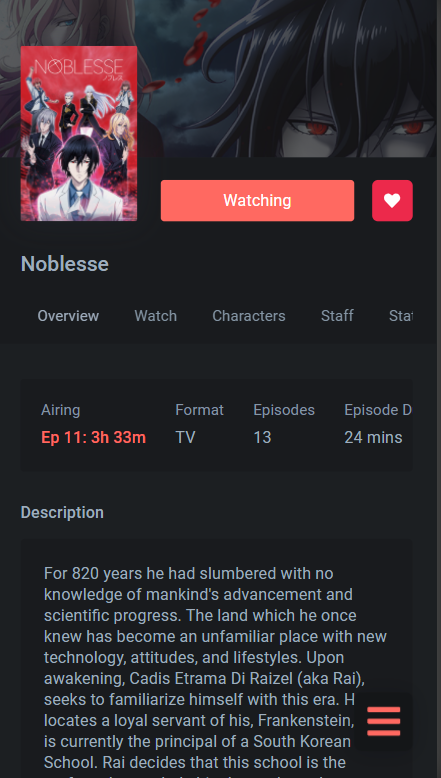 NOBLESSE
ノブレス
Watching
Noblesse
Overview Watch Characters Staff Stat
Airing Format Episodes Episode D
Ep 11: 3h 33m TV 13 24 mins
Description
For 820 years he had slumbered with no
knowledge of mankind's advancement and
scientific progress. The land which he once
knew has become an unfamiliar place with new
technology, attitudes, and lifestyles. Upon
awakening, Cadis Etrama Di Raizel (aka Rai),
seeks to familiarize himself with this era. H
locates a loyal servant of his, Frankenstein,
is currently the principal of a South Korean
School. Rai decides that this school is the